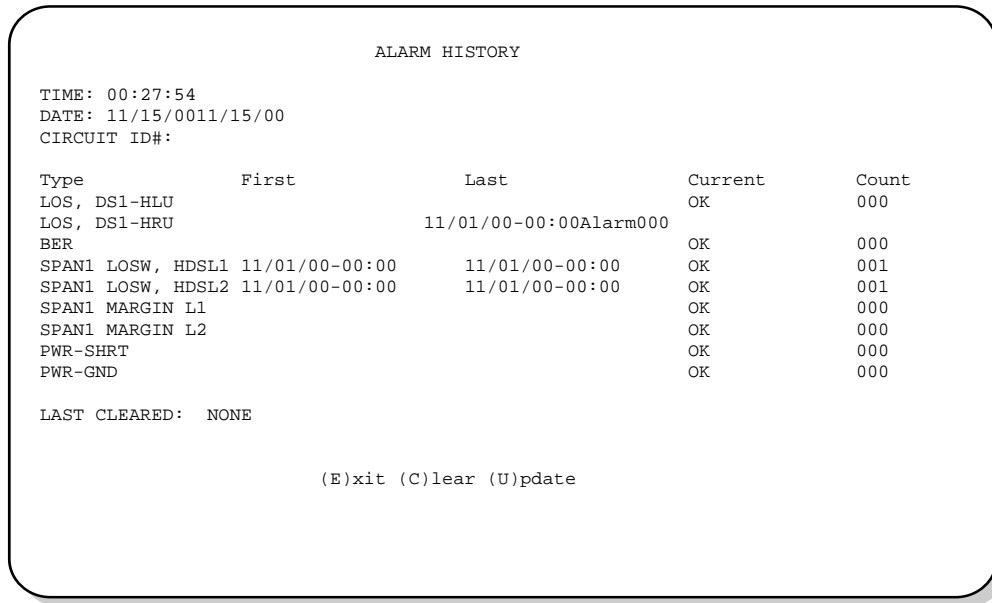 ALARM HISTORY
TIME: 00:27:54
DATE: 11/15/0011/15/00
CIRCUIT ID#:
Type First Last Current Count
LOS, DS1-HLU OK 000
LOS, DS1-HRU 11/01/00-00:00Alarm000
BER OK 000
SPAN1 LOSW, HDSL1 11/01/00-00:00 11/01/00-00:00 OK 001
SPAN1 LOSW, HDSL2 11/01/00-00:00 11/01/00-00:00 OK 001
SPAN1 MARGIN L1 OK 000
SPAN1 MARGIN L2 OK 000
PWR-SHRT OK 000
PWR-GND OK 000
LAST CLEARED: NONE
(E)xit (C)lear (U)pdate